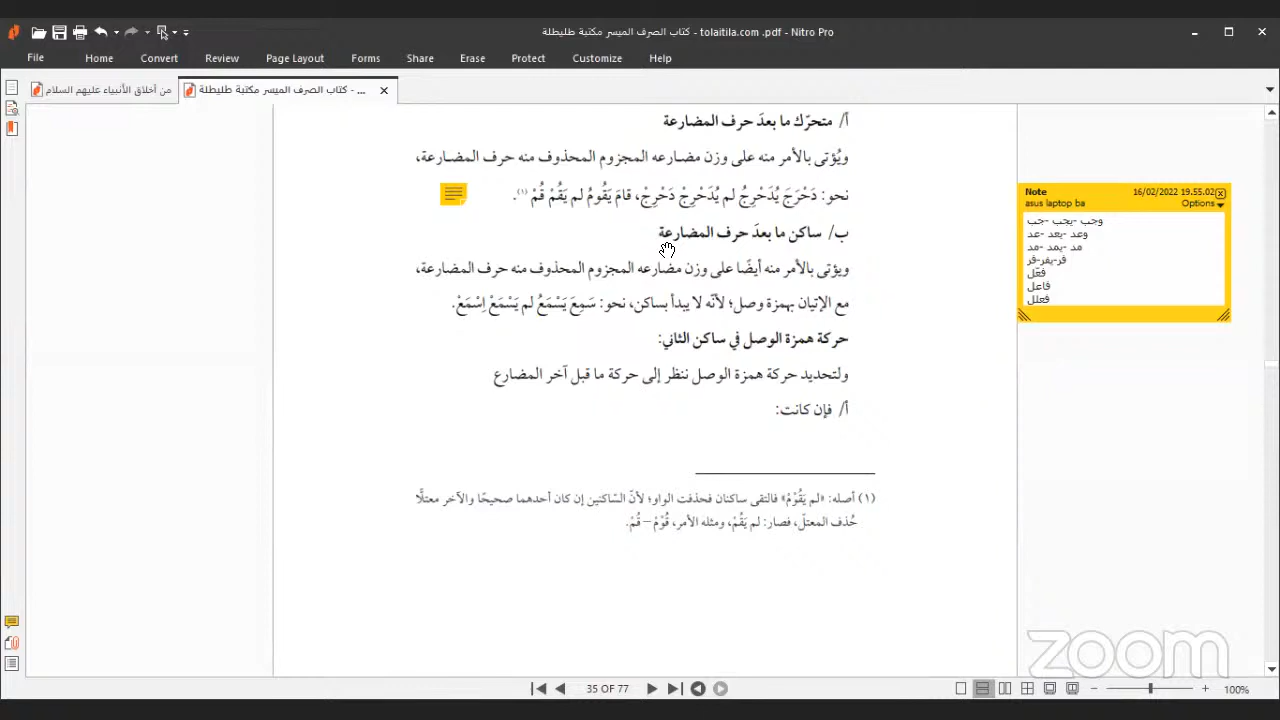 كتاب الصرف الميسر مكتبة طليطلة - tolaitila.com .pdf - Nitro Pro
File Home Convert Review Page Layout Forms Share Erase Protect Customize Help
من أخلاق الأنبياء عليهم السلام
كتاب الصرف الميسر مكتبة طليطلة - ...
أ/ متحرّك ما بعدَ حرف المضارعة
ويُؤتى بالأمر منه على وزن مضارعه المجزوم المحذوف منه حرف المضارعة،
نحو: دَحْرَجَ يُدَحْرِجُ لم يُدَحْرِجْ دَحْرِجْ، قامَ يَقُومُ لم يَقُمْ قُمْ (١).
ب/ ساكن ما بعدَ حرف المضارعة
ويؤتى بالأمر منه أيضًا على وزن مضارعه المجزوم المحذوف منه حرف المضارعة،
مع الإتيان بهمزة وصل؛ لأنّه لا يبدأ بساكن، نحو: سَمِعَ يَسْمَعُ لم يَسْمَعْ اِسْمَعْ.
حركة همزة الوصل في ساكن الثاني:
ولتحديد حركة همزة الوصل ننظر إلى حركة ما قبل آخر المضارع
أ/ فإن كانت:
(١) أصله: «لم يَقُوْمْ» فالتقى ساكنان فحذفت الواو؛ لأنّ السّاكنين إن كان أحدهما صحيحًا والآخر معتلًّا
حُذف المعتلّ، فصار: لم يَقُمْ، ومثله الأمر، قُوْمْ – قُمْ.
Note 16/02/2022 19.55.02
asus laptop ba Options
وجب -يجب -جب
وعد -يعد -عد
مد -يمد -مد
فر-يفر-فر
فعّل
فاعل
فعلل
zoom
35 OF 77
100%